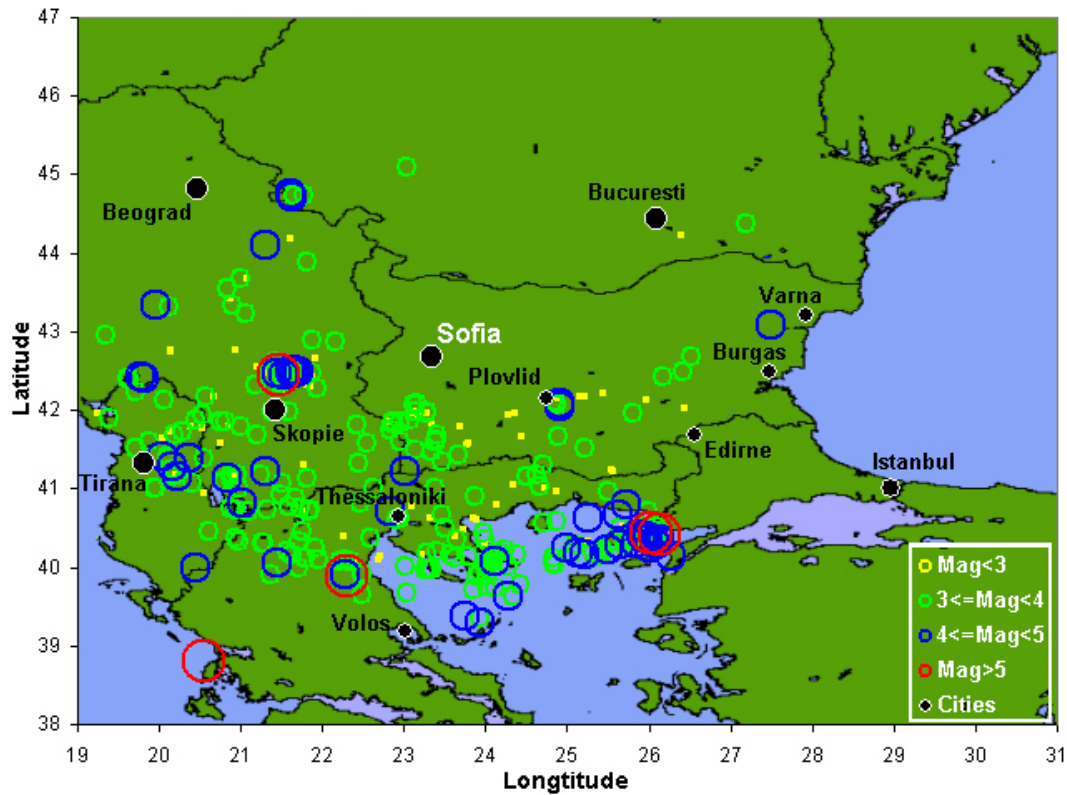 47
46
45
44
43
42
41
40
39
38
Latitude
19 20 21 22 23 24 25 26 27 28 29 30 31
Longtitude
Beograd
Bucuresti
Varna
Sofia
Burgas
Plovlid
Skopie
Edirne
Tirana
Istanbul
Thessaloniki
Volos
Mag<3
3<=Mag<4
4<=Mag<5
Mag>5
Cities